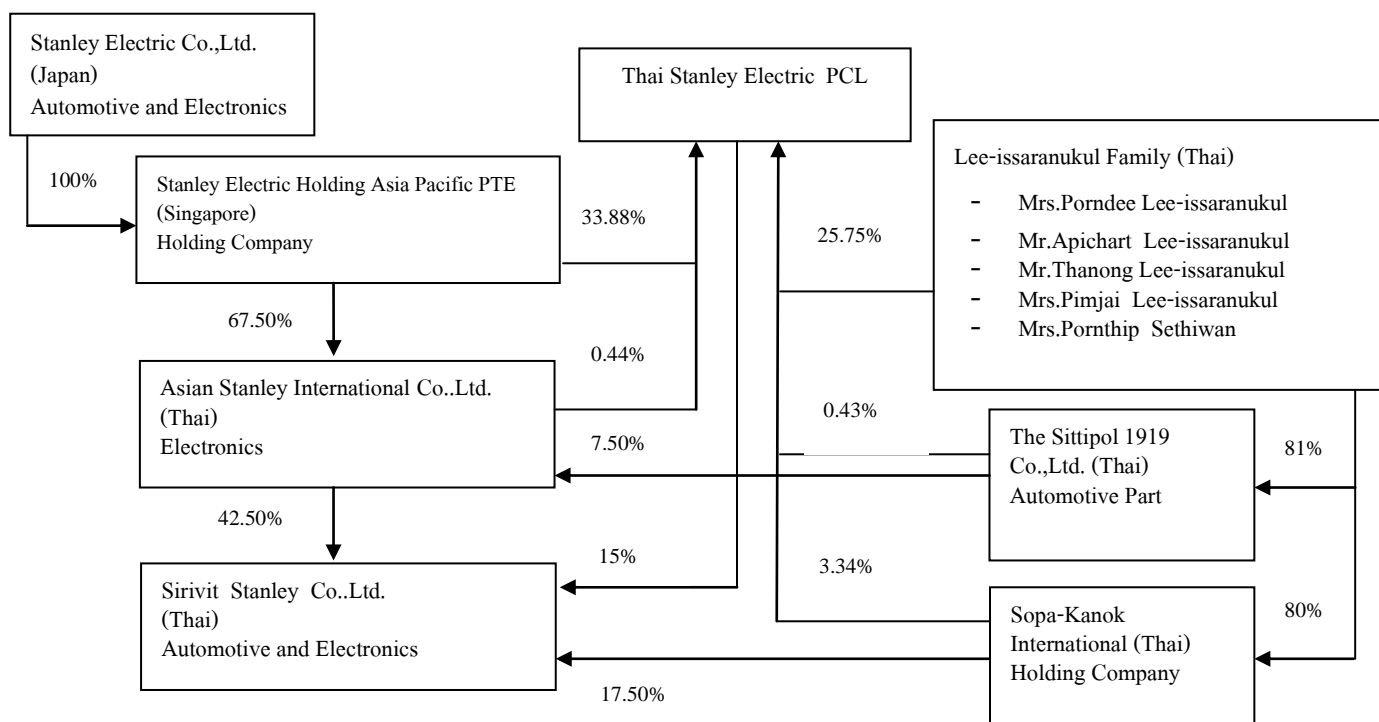 Stanley Electric Co.,Ltd.
(Japan)
Automotive and Electronics
Thai Stanley Electric PCL
Lee-issaranukul Family (Thai)
- Mrs.Porndee Lee-issaranukul
- Mr.Apichart Lee-issaranukul
- Mr.Thanong Lee-issaranukul
- Mrs.Pimjai Lee-issaranukul
- Mrs.Pornthip Sethiwan
100%
Stanley Electric Holding Asia Pacific PTE
(Singapore)
Holding Company
33.88%
25.75%
67.50%
0.44%
Asian Stanley International Co..Ltd.
(Thai)
Electronics
7.50%
0.43%
The Sittipol 1919
Co.,Ltd. (Thai)
Automotive Part
81%
42.50%
15%
3.34%
Sirivit Stanley Co..Ltd.
(Thai)
Automotive and Electronics
Sopa-Kanok
International (Thai)
Holding Company
80%
17.50%